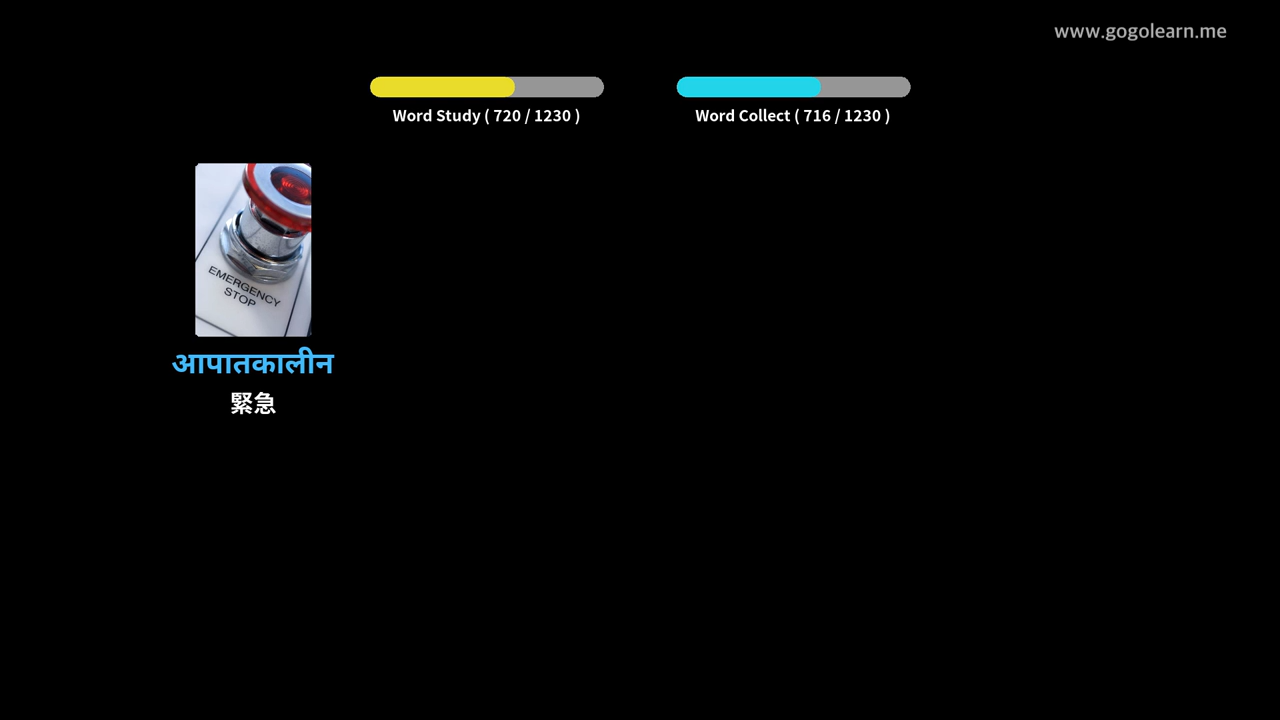 www.gogolearn.me
Word Study ( 720 / 1230 )
Word Collect ( 716 / 1230 )
EMERGENCY
STOP
आपातकालीन
緊急